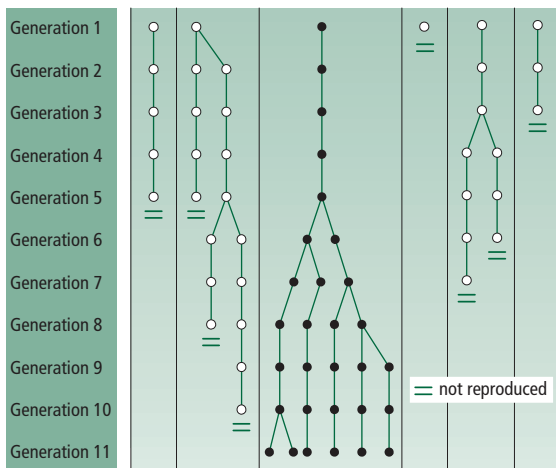 Generation 1
Generation 2
Generation 3
Generation 4
Generation 5
Generation 6
Generation 7
Generation 8
Generation 9
not reproduced
Generation 10
Generation 11